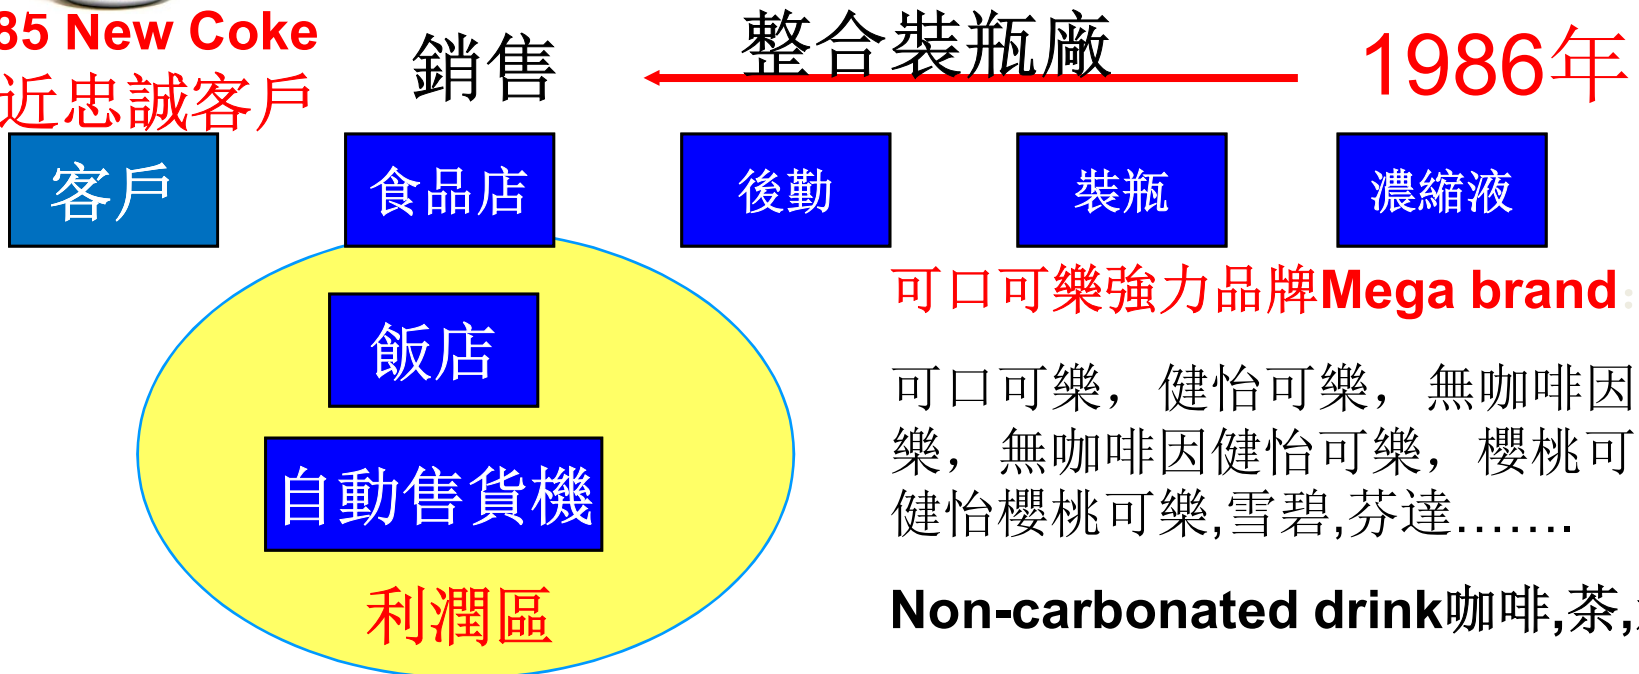 85 New Coke
近忠誠客戶
銷售
整合裝瓶廠
1986年
客戶
食品店
後勤
裝瓶
濃縮液
飯店
自動售貨機
利潤區
可口可樂強力品牌Mega brand：
可口可樂，健怡可樂，無咖啡因
樂，無咖啡因健怡可樂，櫻桃可
健怡櫻桃可樂,雪碧,芬達…….
Non-carbonated drink咖啡,茶,